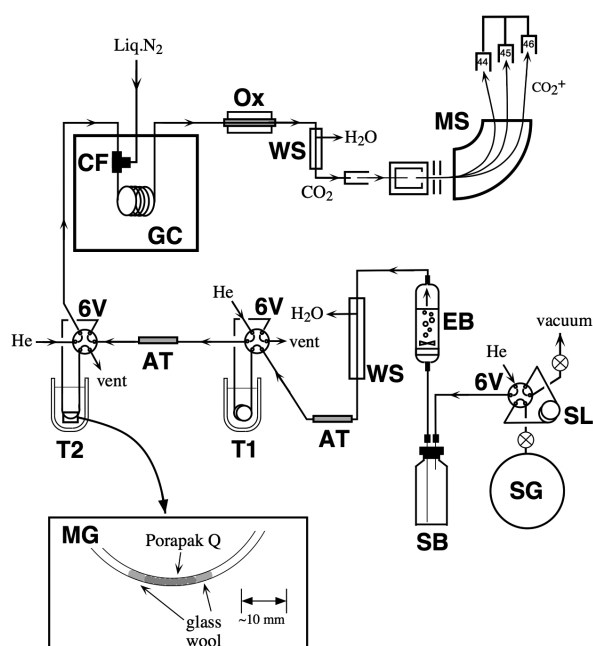 Liq.N2
Ox
CF
GC
WS
H2O
CO2
MS
44
45
46
CO2+
He
6V
vent
T2
AT
He
6V
vent
T1
AT
H2O
WS
EB
SB
He
6V
vacuum
SL
SG
MG
Porapak Q
glass
wool
~10 mm